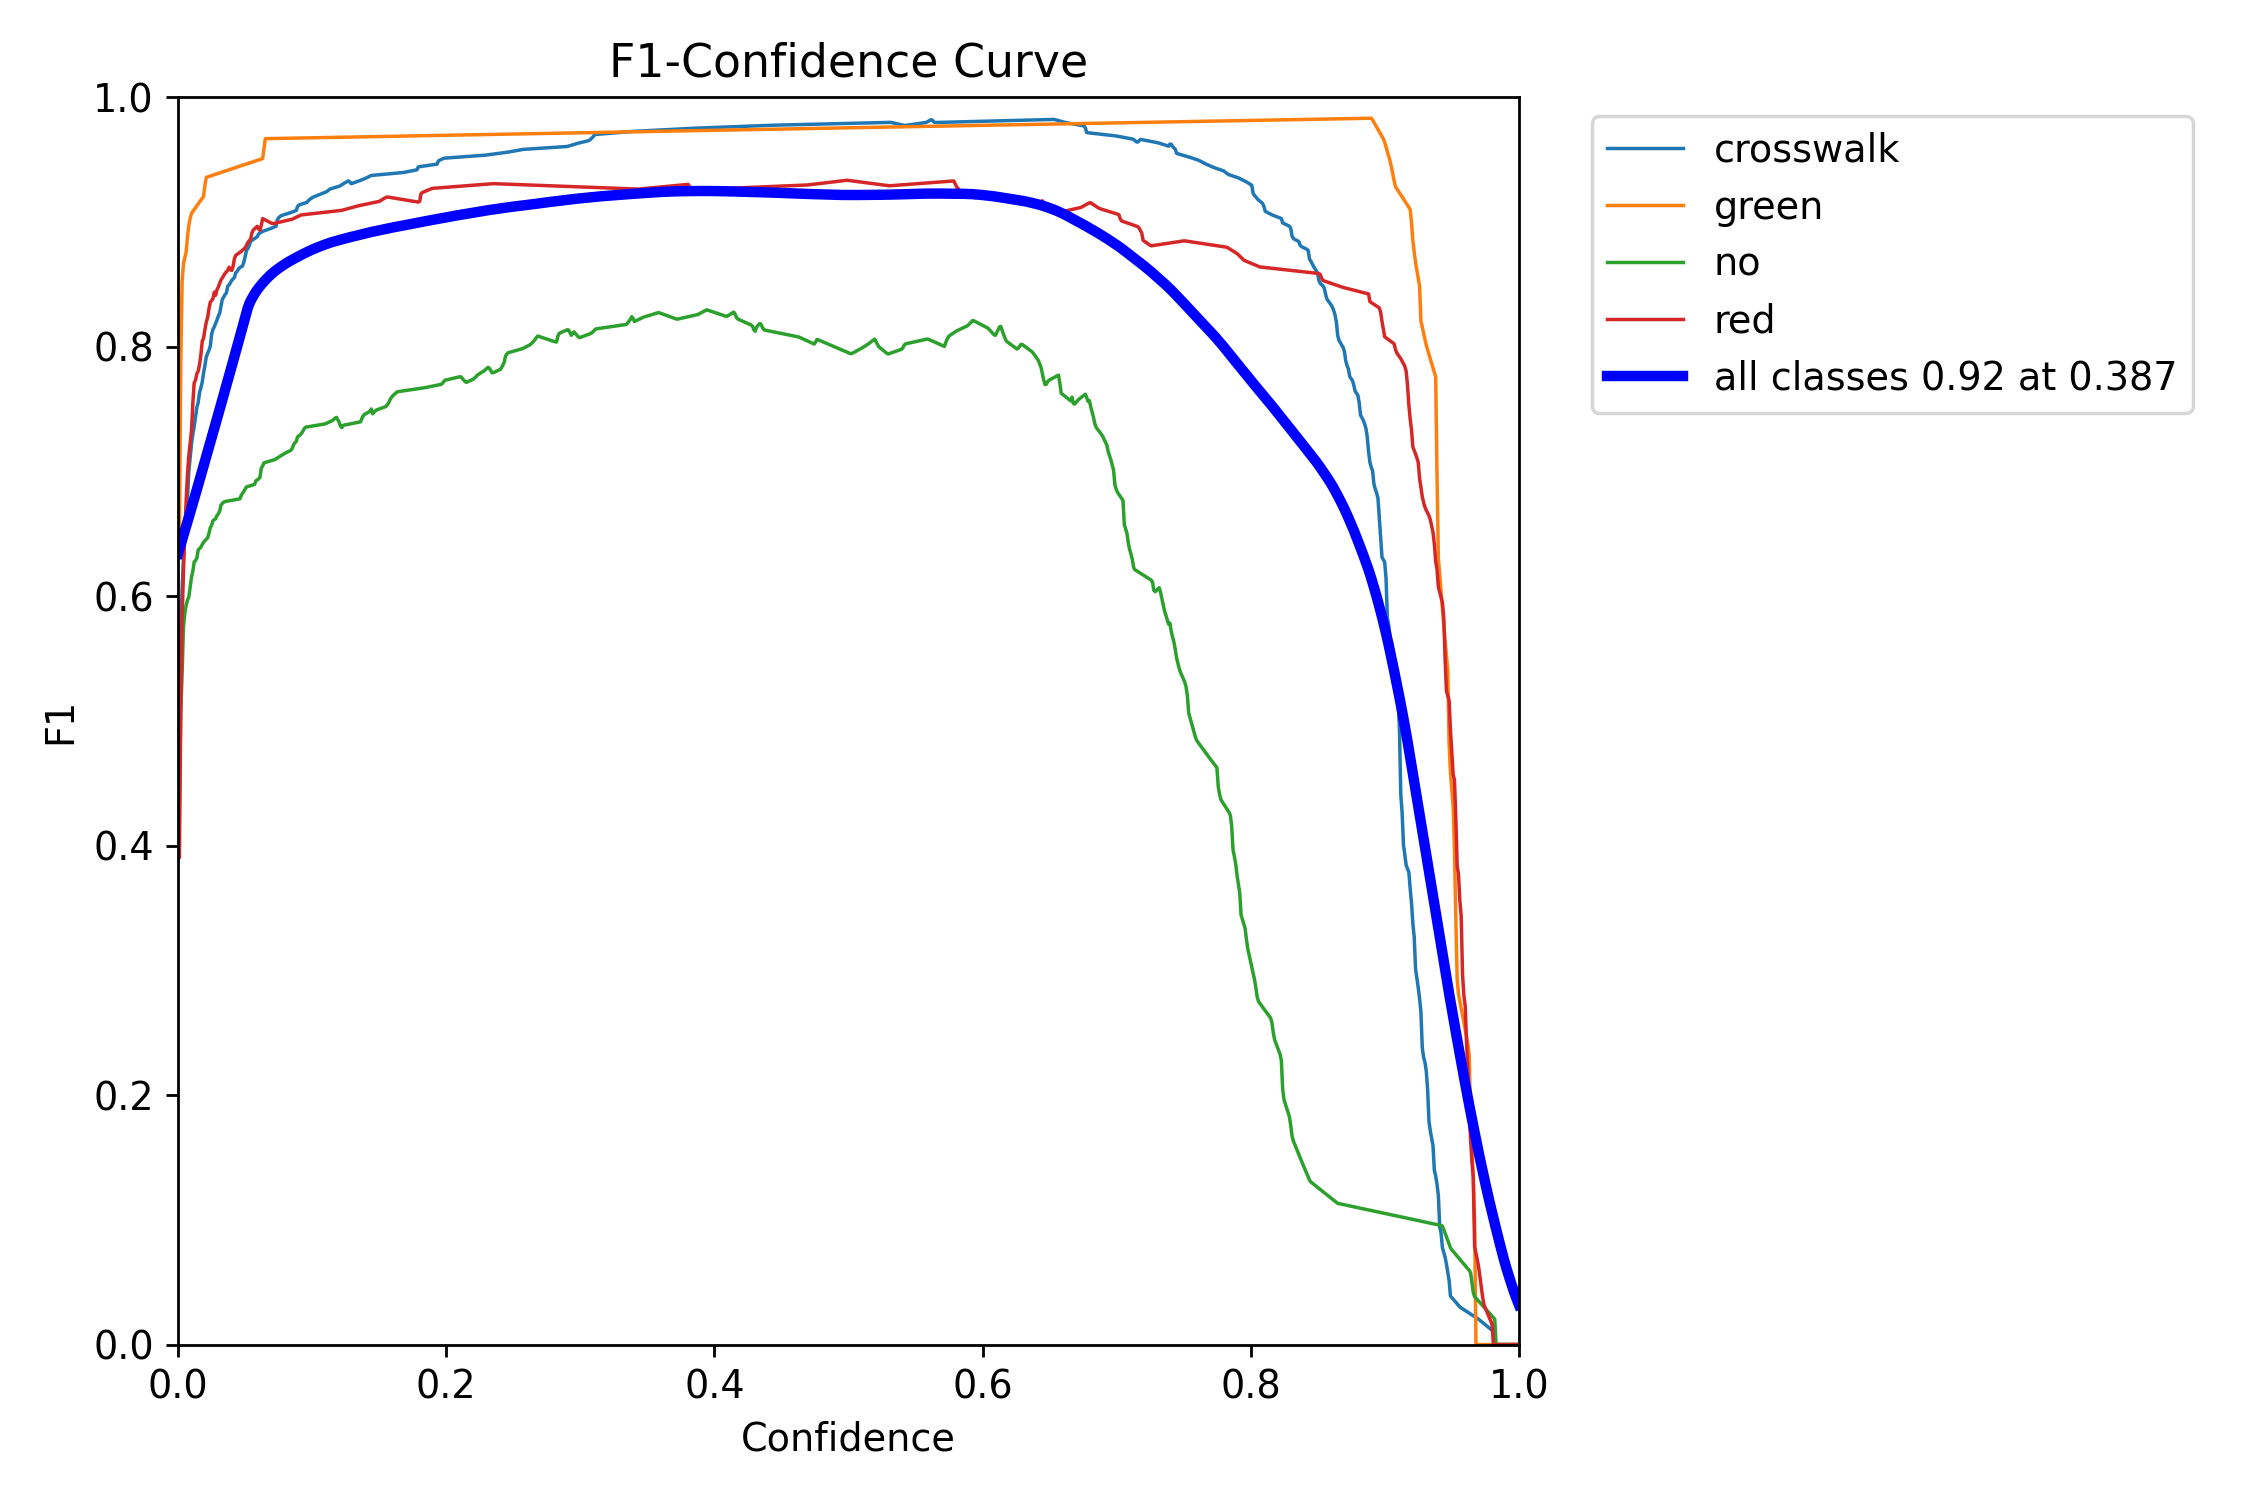 F1-Confidence Curve
1.0
0.8
0.6
0.4
0.2
0.0
F1
0.0 0.2 0.4 0.6 0.8 1.0
Confidence
crosswalk
green
no
red
all classes 0.92 at 0.387